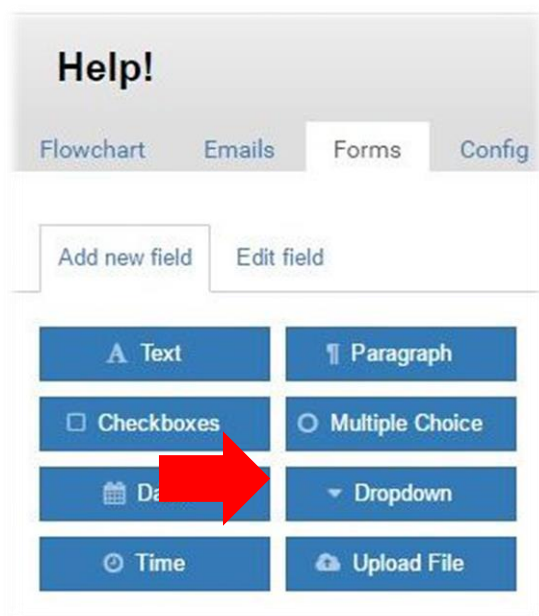 Help!
Flowchart Emails Forms Config
Add new field Edit field
Text Paragraph
Checkboxes Multiple Choice
Dropdown
Time Upload File